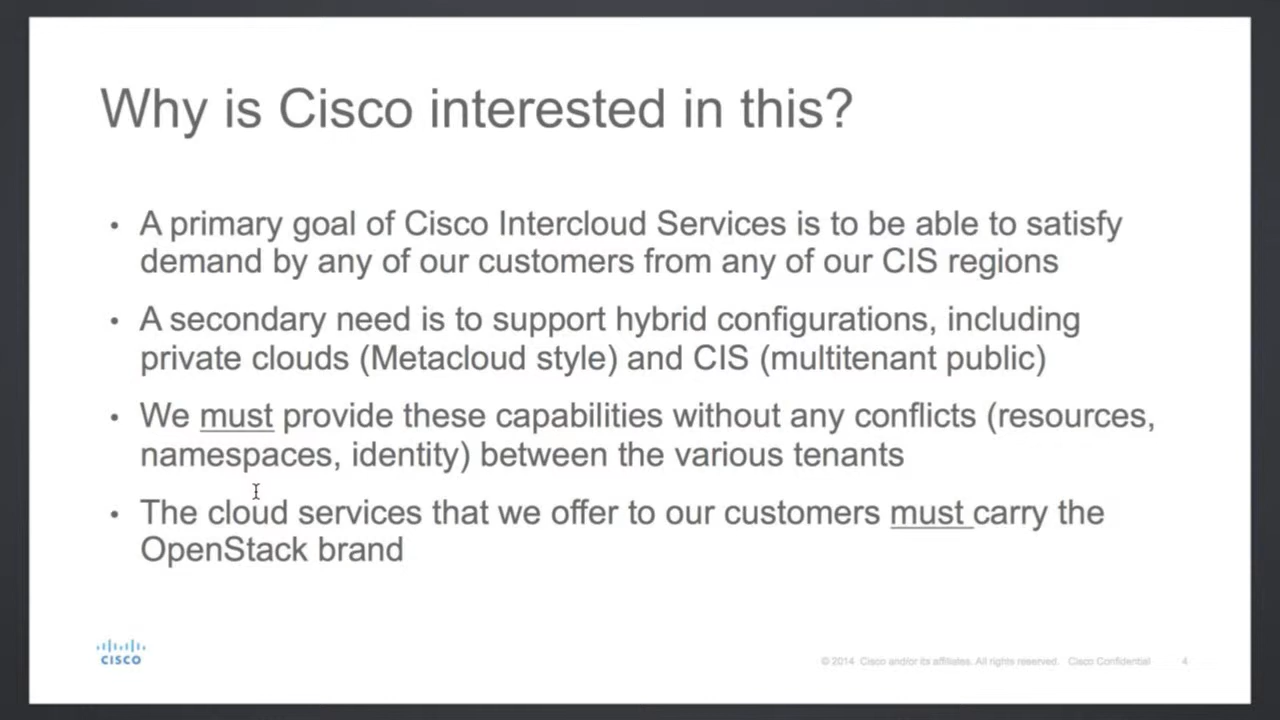 Why is Cisco interested in this?
• A primary goal of Cisco Intercloud Services is to be able to satisfy
demand by any of our customers from any of our CIS regions
• A secondary need is to support hybrid configurations, including
private clouds (Metacloud style) and CIS (multitenant public)
• We must provide these capabilities without any conflicts (resources,
namespaces, identity) between the various tenants
• The cloud services that we offer to our customers must carry the
OpenStack brand
CISCO
© 2014 Cisco and/or its affiliates. All rights reserved. Cisco Confidential 4